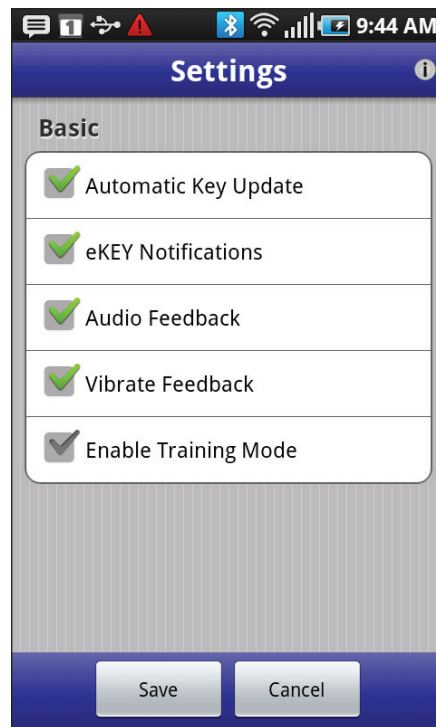 1 9:44 AM
Settings
Basic
Automatic Key Update
eKEY Notifications
Audio Feedback
Vibrate Feedback
Enable Training Mode
Save Cancel